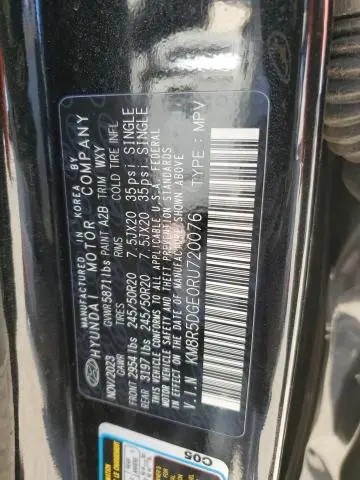 MANUFACTURED IN KOREA BY
HYUNDAI MOTOR COMPANY
GVWR 5871lbs PAINT A2B TRIM WXY
NOV/2023 GAWR TIRES RIMS COLD TIRE INFL
FRONT 2954 lbs 245/50R20 7.5JX20 35psi SINGLE
REAR 3197 lbs 245/50R20 7.5JX20 35psi SINGLE
THIS VEHICLE CONFORMS TO ALL APPLICABLE U.S.A. FEDERAL
MOTOR VEHICLE SAFETY AND THEFT PREVENTION STANDARDS
IN EFFECT ON THE DATE OF MANUFACTURE
V.I.N KM8R5DGE0RU720076 TYPE: MPV
C05